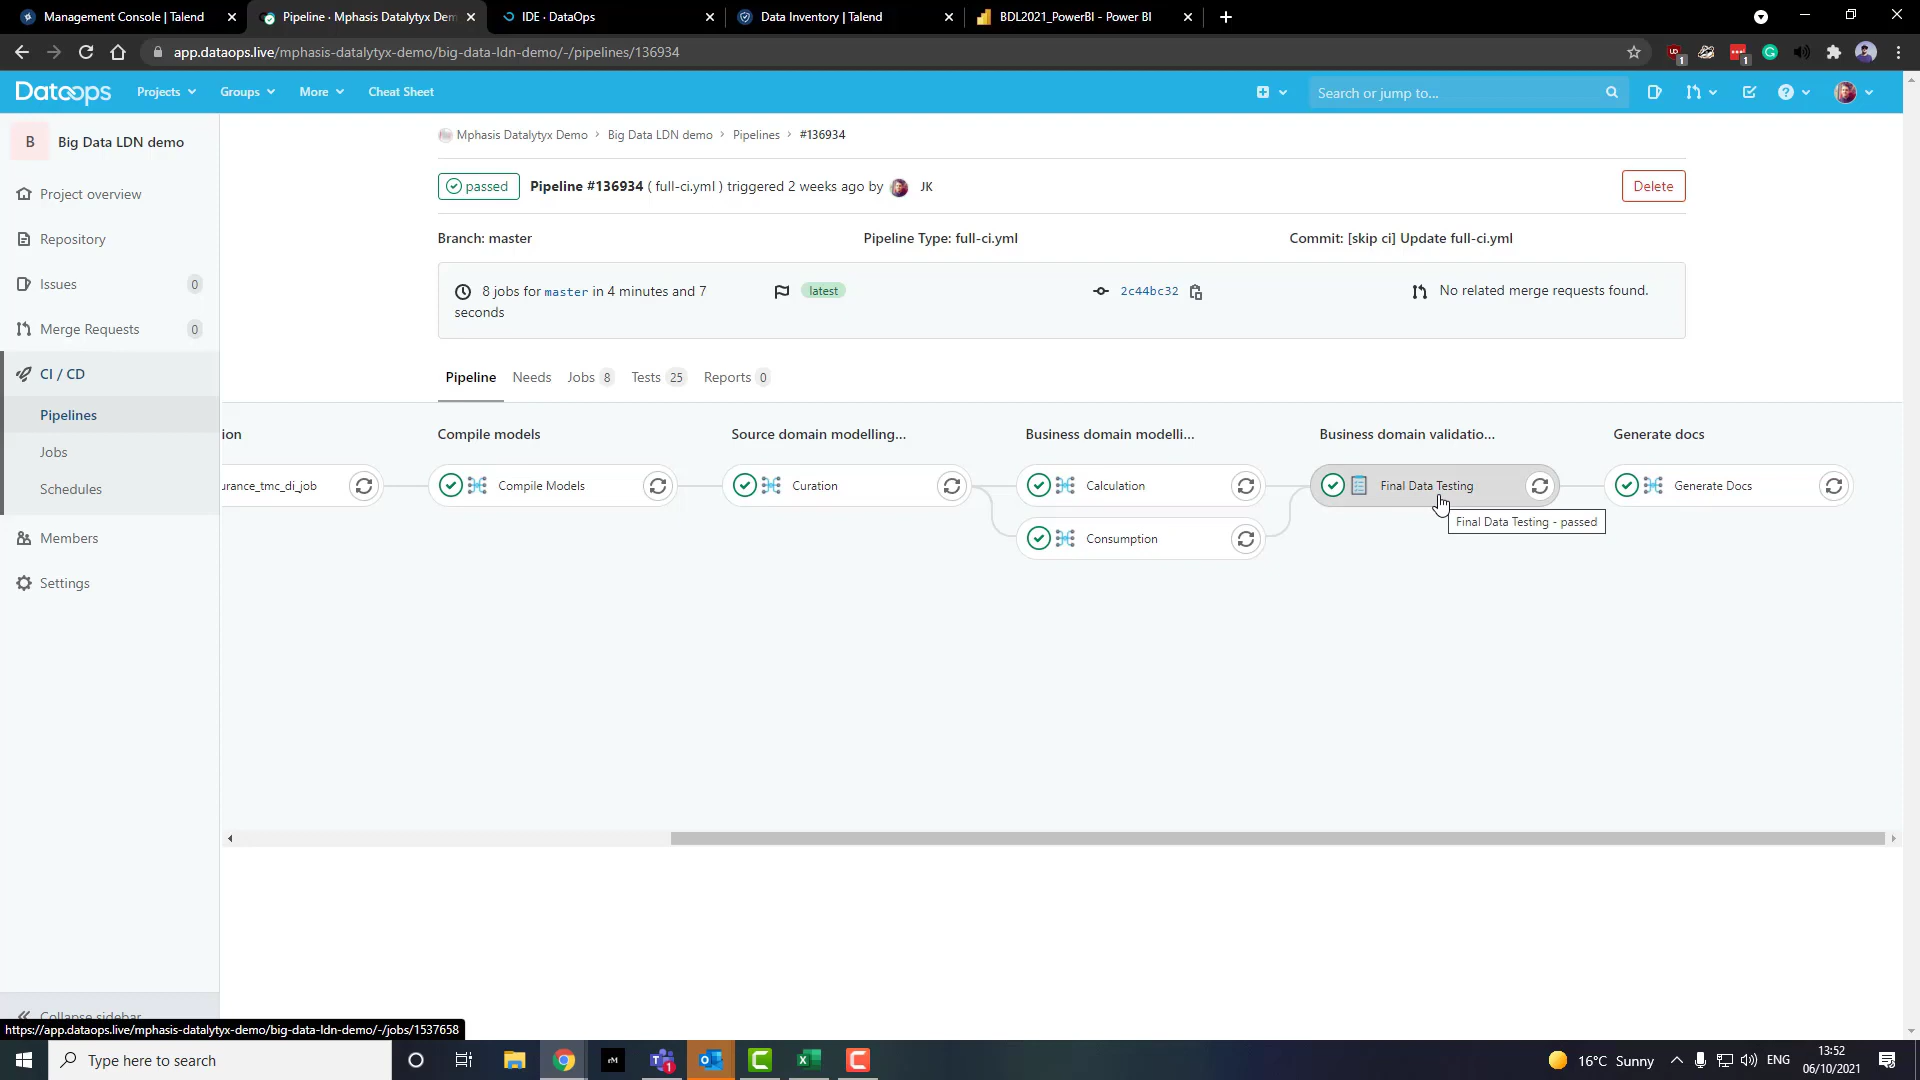 Management Console | Talend
Pipeline · Mphasis Datalytyx Dem
IDE · DataOps
Data Inventory | Talend
BDL2021_PowerBI - Power BI
app.dataops.live/mphasis-datalytyx-demo/big-data-ldn-demo/-/pipelines/136934
1
1
Dataops
Projects
Groups
More
Cheat Sheet
Search or jump to...
B
Big Data LDN demo
Project overview
Repository
Issues
0
Merge Requests
0
CI / CD
Pipelines
Jobs
Schedules
Members
Settings
Collapse sidebar
Mphasis Datalytyx Demo › Big Data LDN demo › Pipelines › #136934
passed
Pipeline #136934 ( full-ci.yml ) triggered 2 weeks ago by JK
Delete
Branch: master
Pipeline Type: full-ci.yml
Commit: [skip ci] Update full-ci.yml
8 jobs for master in 4 minutes and 7
seconds
latest
2c44bc32
No related merge requests found.
Pipeline
Needs
Jobs 8
Tests 25
Reports 0
ion
Compile models
Source domain modelling...
Business domain modelli...
Business domain validatio...
Generate docs
urance_tmc_di_job
Compile Models
Curation
Calculation
Final Data Testing
Generate Docs
Final Data Testing - passed
Consumption
https://app.dataops.live/mphasis-datalytyx-demo/big-data-ldn-demo/-/jobs/1537658
Type here to search
rM
1
16°C Sunny
ENG
13:52
06/10/2021